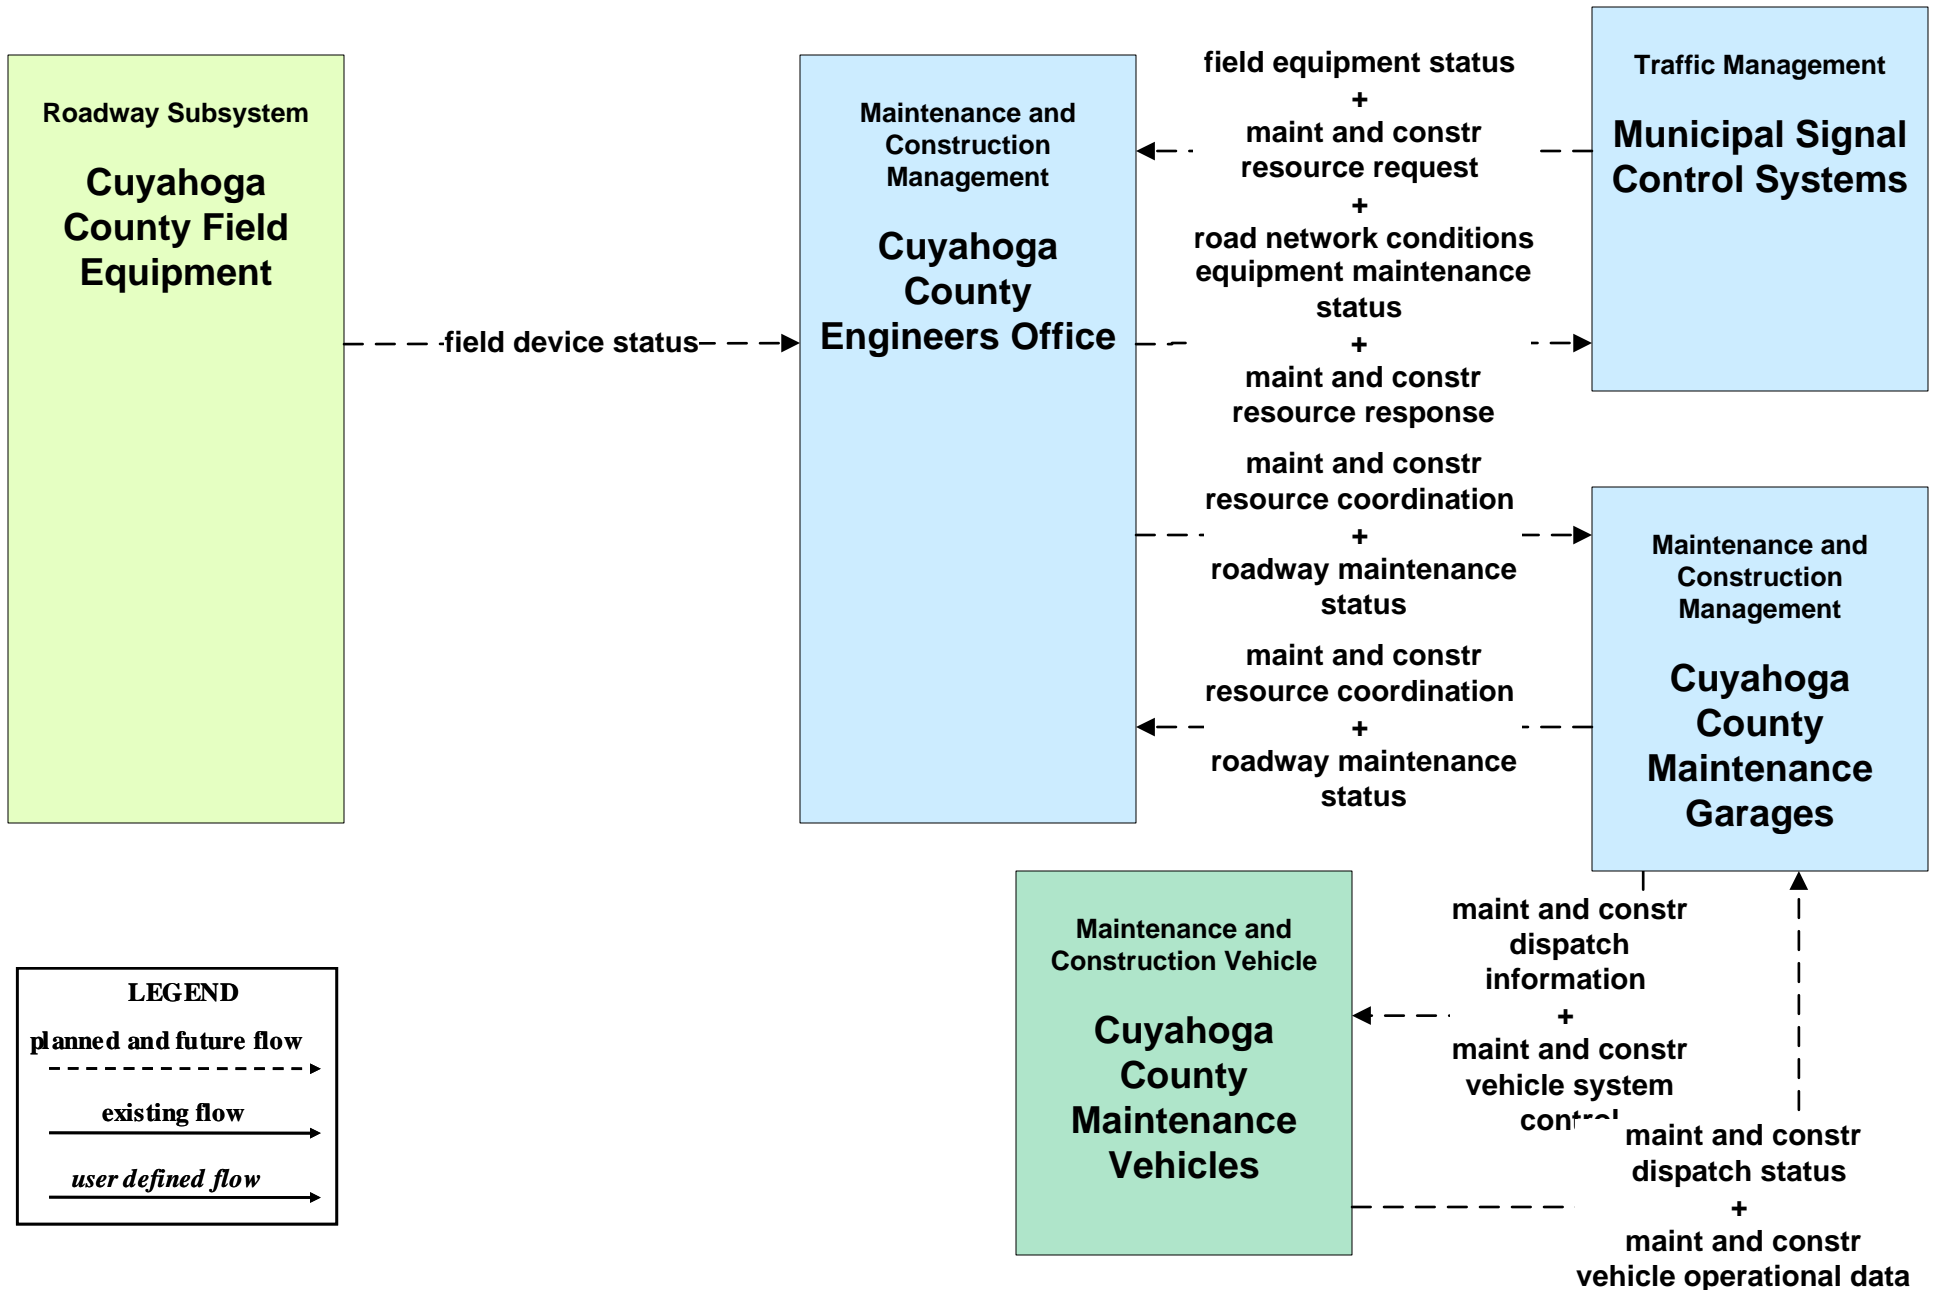 Roadway Subsystem
Cuyahoga
County Field
Equipment
field device status
Maintenance and
Construction
Management
Cuyahoga
County
Engineers Office
field equipment status
+
maint and constr
resource request
+
road network conditions
equipment maintenance
status
+
maint and constr
resource response
maint and constr
resource coordination
+
roadway maintenance
status
maint and constr
resource coordination
+
roadway maintenance
status
Traffic Management
Municipal Signal
Control Systems
Maintenance and
Construction
Management
Cuyahoga
County
Maintenance
Garages
Maintenance and
Construction Vehicle
Cuyahoga
County
Maintenance
Vehicles
maint and constr
dispatch
information
+
maint and constr
vehicle system
control
maint and constr
dispatch status
+
maint and constr
vehicle operational data
LEGEND
planned and future flow
existing flow
user defined flow